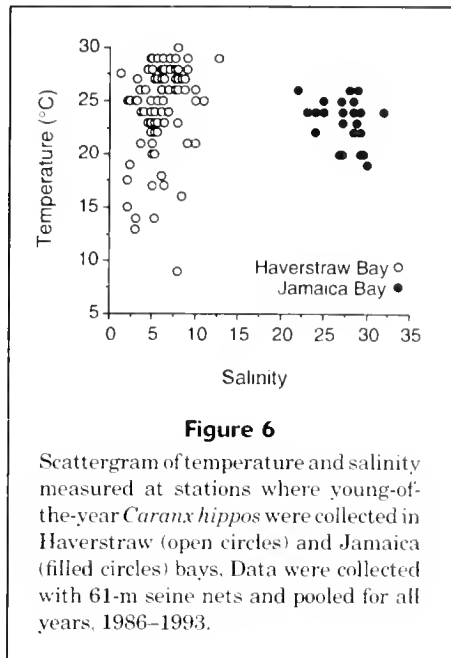 30
25
20
15
10
5
Temperature (°C)
Haverstraw Bay ○
Jamaica Bay ●
0 5 10 15 20 25 30 35
Salinity
Figure 6
Scattergram of temperature and salinity
measured at stations where young-of-
the-year Caranx hippos were collected in
Haverstraw (open circles) and Jamaica
(filled circles) bays. Data were collected
with 61-m seine nets and pooled for all
years, 1986–1993.